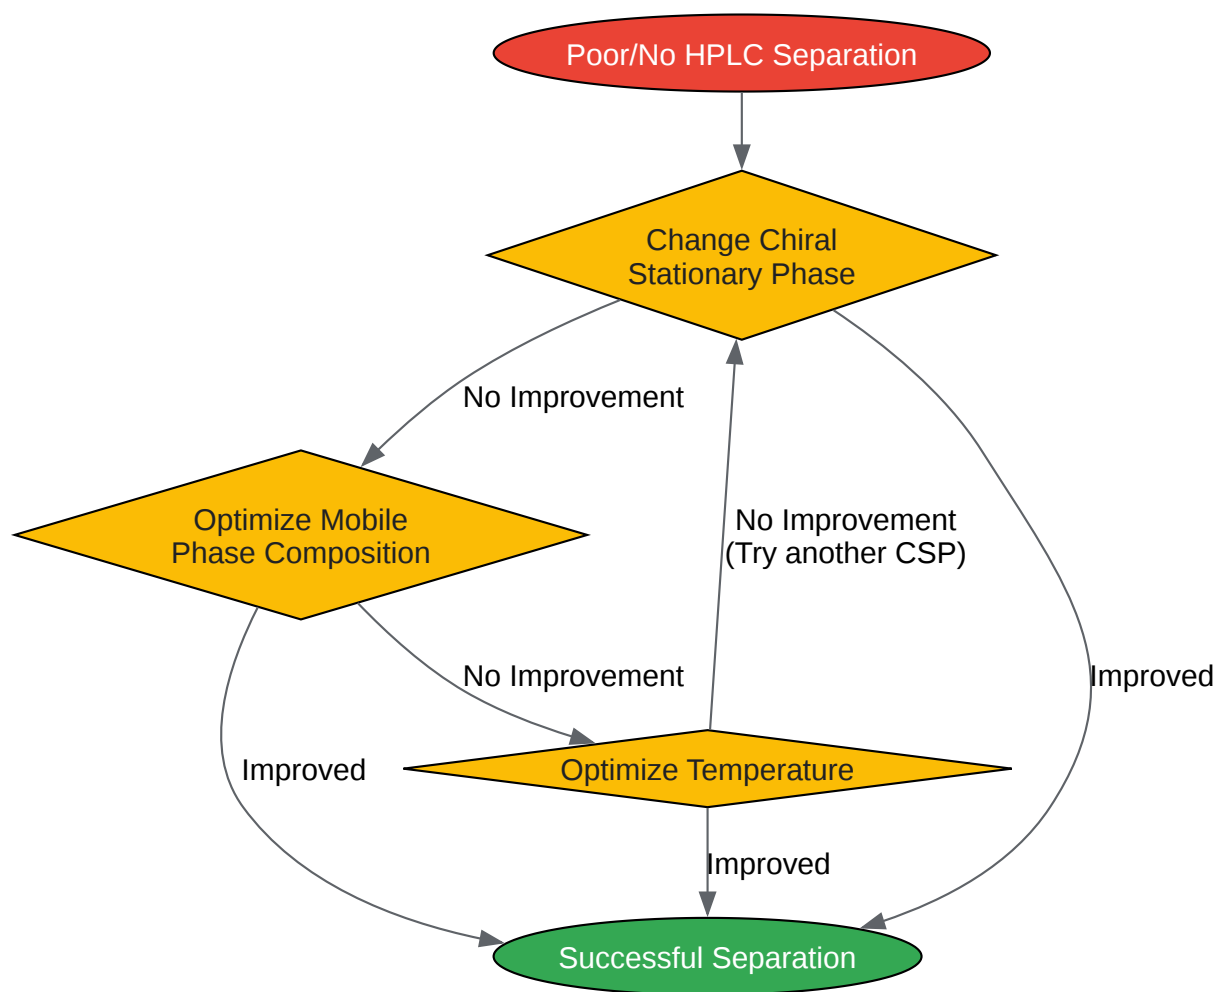 Poor/No HPLC Separation
Change Chiral
Stationary Phase
No Improvement
Optimize Mobile
Phase Composition
No Improvement
(Try another CSP)
No Improvement
Improved
Improved
Optimize Temperature
Improved
Successful Separation